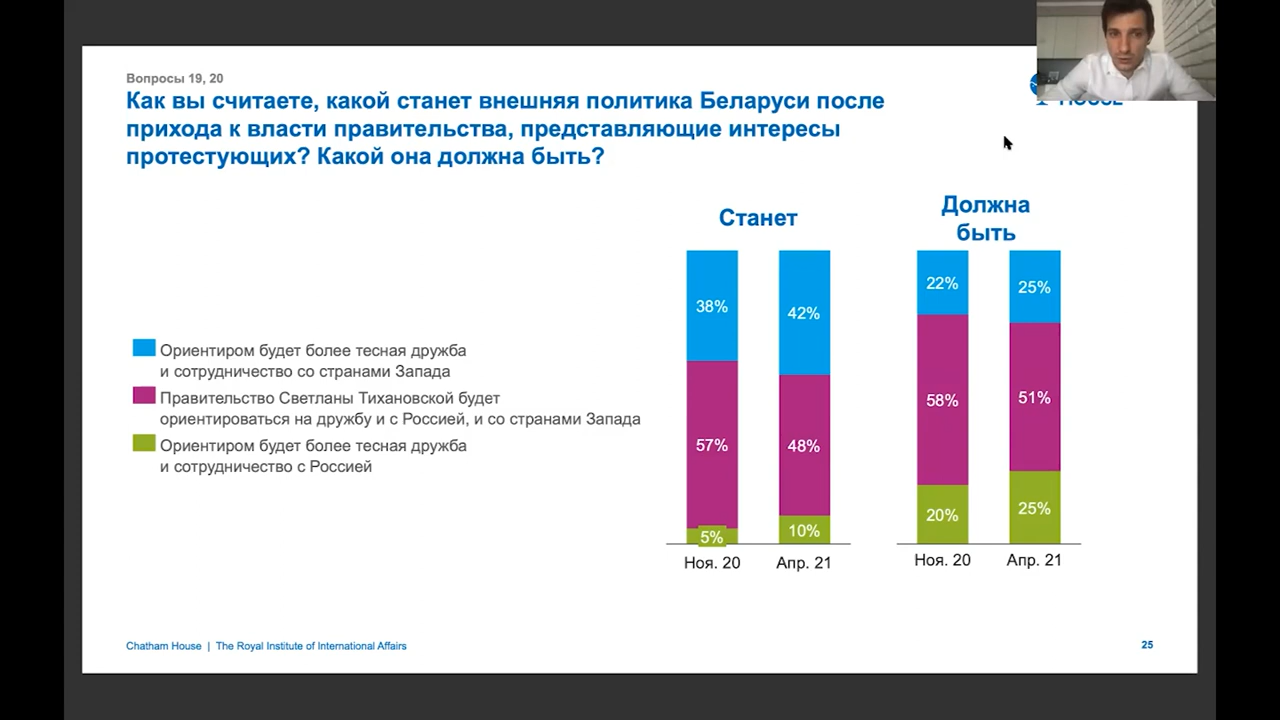 Вопросы 19, 20
Как вы считаете, какой станет внешняя политика Беларуси после
прихода к власти правительства, представляющие интересы
протестующих? Какой она должна быть?
HOUSE
Станет
Должна
быть
38%
42%
22%
25%
57%
48%
58%
51%
5%
10%
20%
25%
Ноя. 20
Апр. 21
Ноя. 20
Апр. 21
Ориентиром будет более тесная дружба
и сотрудничество со странами Запада
Правительство Светланы Тихановской будет
ориентироваться на дружбу и с Россией, и со странами Запада
Ориентиром будет более тесная дружба
и сотрудничество с Россией
Chatham House | The Royal Institute of International Affairs
25